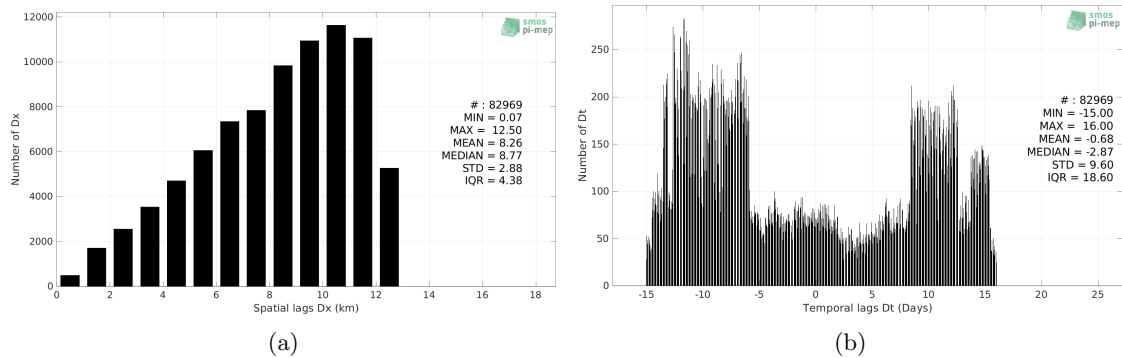 12000
10000
8000
6000
4000
2000
0
Number of Dx
0 2 4 6 8 10 12 14 16 18
Spatial lags Dx (km)
smos
pi-mep
# : 82969
MIN = 0.07
MAX = 12.50
MEAN = 8.26
MEDIAN = 8.77
STD = 2.88
IQR = 4.38
(a)
250
200
150
100
50
0
Number of Dt
-15 -10 -5 0 5 10 15 20 25
Temporal lags Dt (Days)
smos
pi-mep
# : 82969
MIN = -15.00
MAX = 16.00
MEAN = -0.68
MEDIAN = -2.87
STD = 9.60
IQR = 18.60
(b)